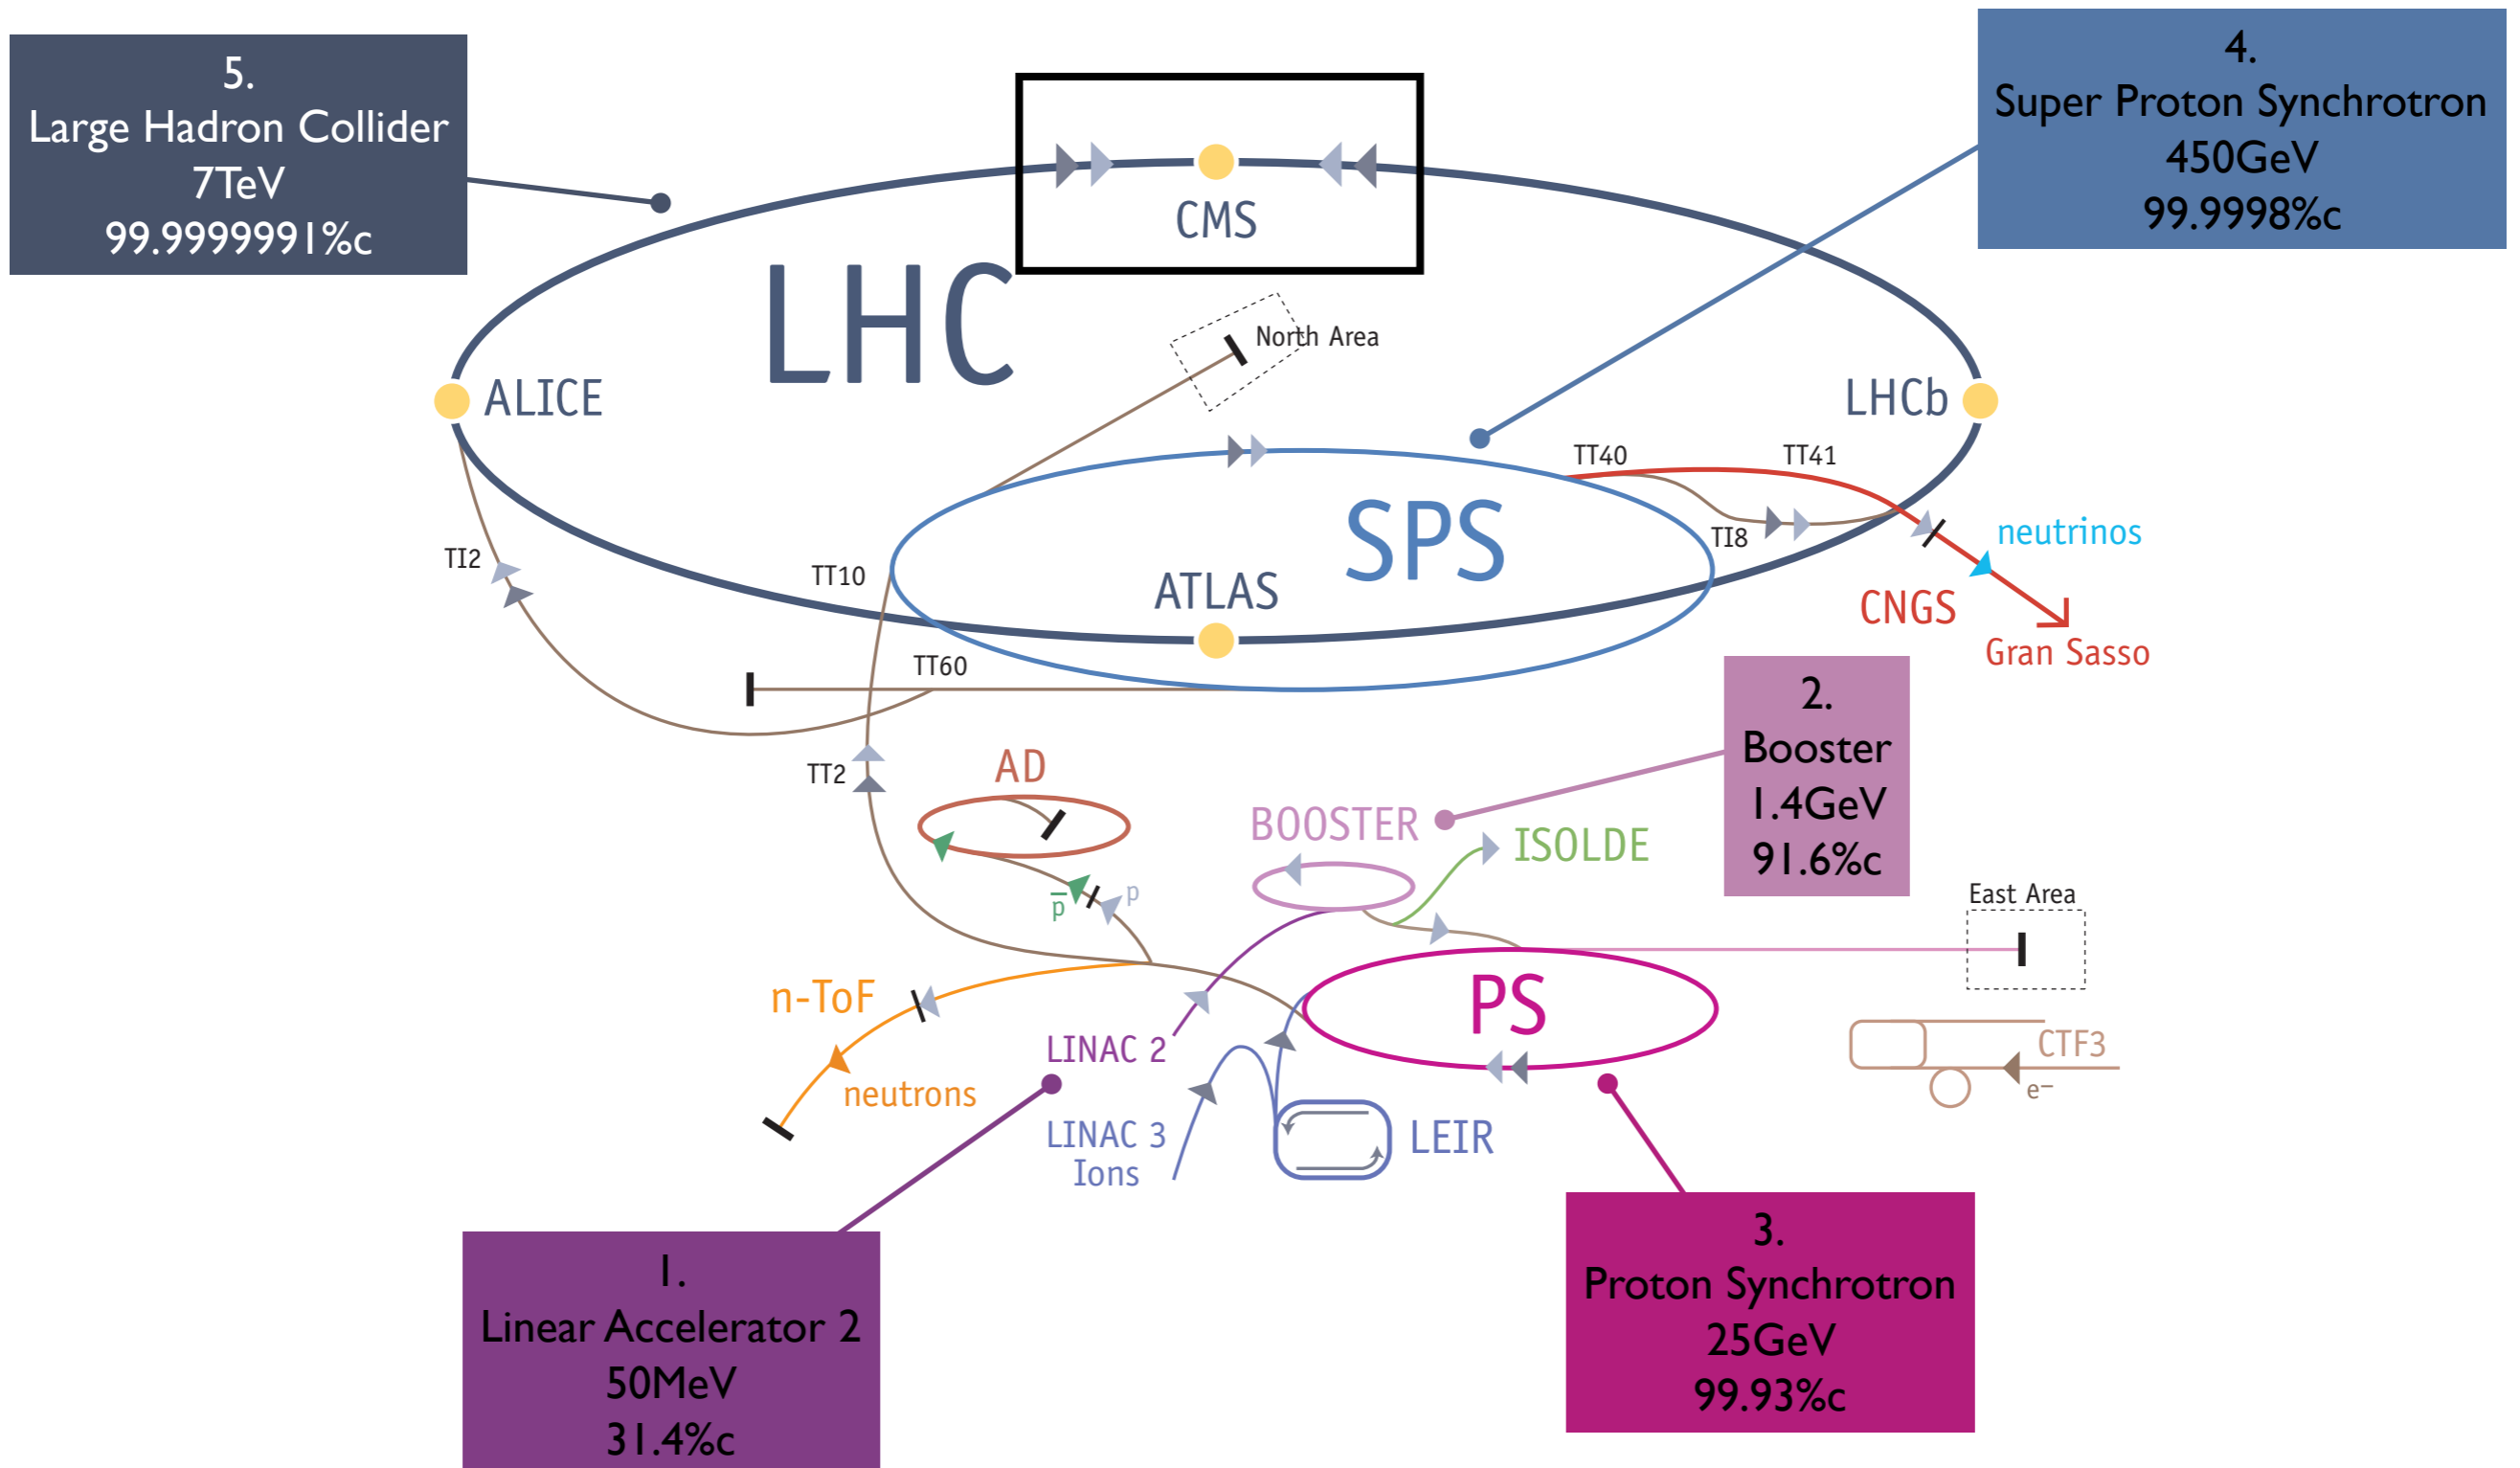 5.
Large Hadron Collider
7TeV
99.9999991%c
4.
Super Proton Synchrotron
450GeV
99.9998%c
CMS
LHC
North Area
ALICE
LHCb
TT40
TT41
SPS
TI8
neutrinos
TI2
TT10
ATLAS
CNGS
Gran Sasso
TT60
2.
Booster
1.4GeV
91.6%c
AD
TT2
BOOSTER
ISOLDE
p̅
p
East Area
n-ToF
PS
LINAC 2
CTF3
e−
neutrons
LINAC 3
Ions
LEIR
1.
Linear Accelerator 2
50MeV
31.4%c
3.
Proton Synchrotron
25GeV
99.93%c